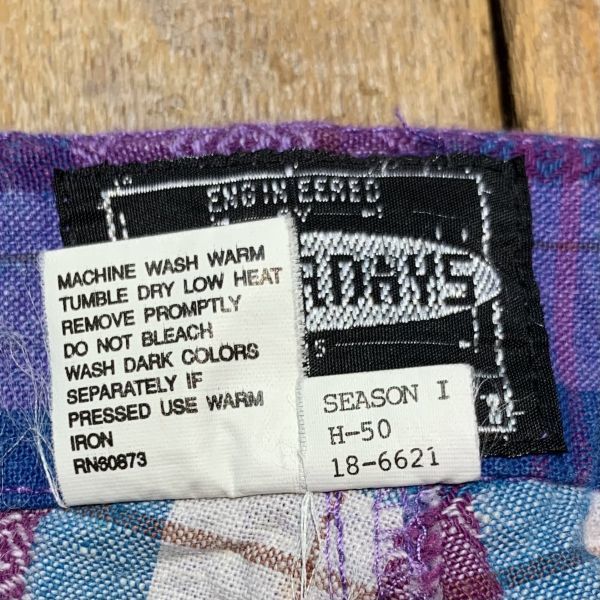 ENGINEERED
MACHINE WASH WARM
TUMBLE DRY LOW HEAT
REMOVE PROMPTLY
DO NOT BLEACH
WASH DARK COLORS
SEPARATELY IF
PRESSED USE WARM
IRON
RN60873
SEASON I
H-50
18-6621